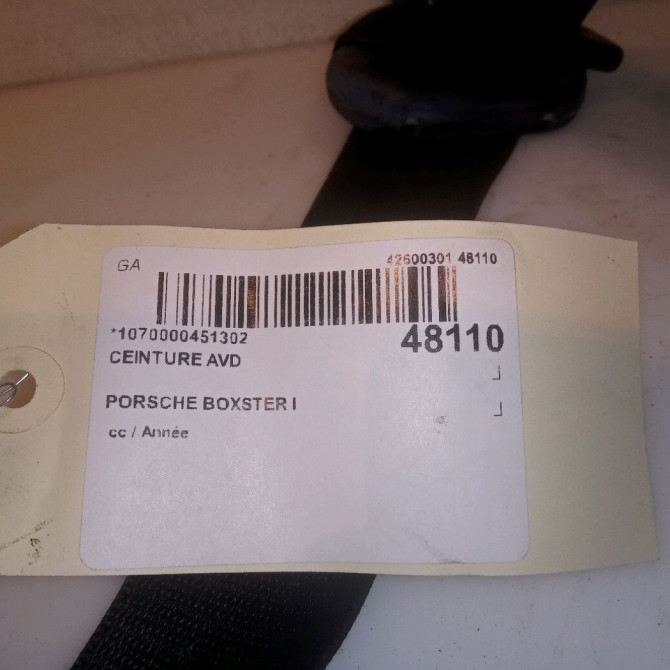 GA 42600301 48110
*1070000451302 48110
CEINTURE AVD
PORSCHE BOXSTER I
cc / Année